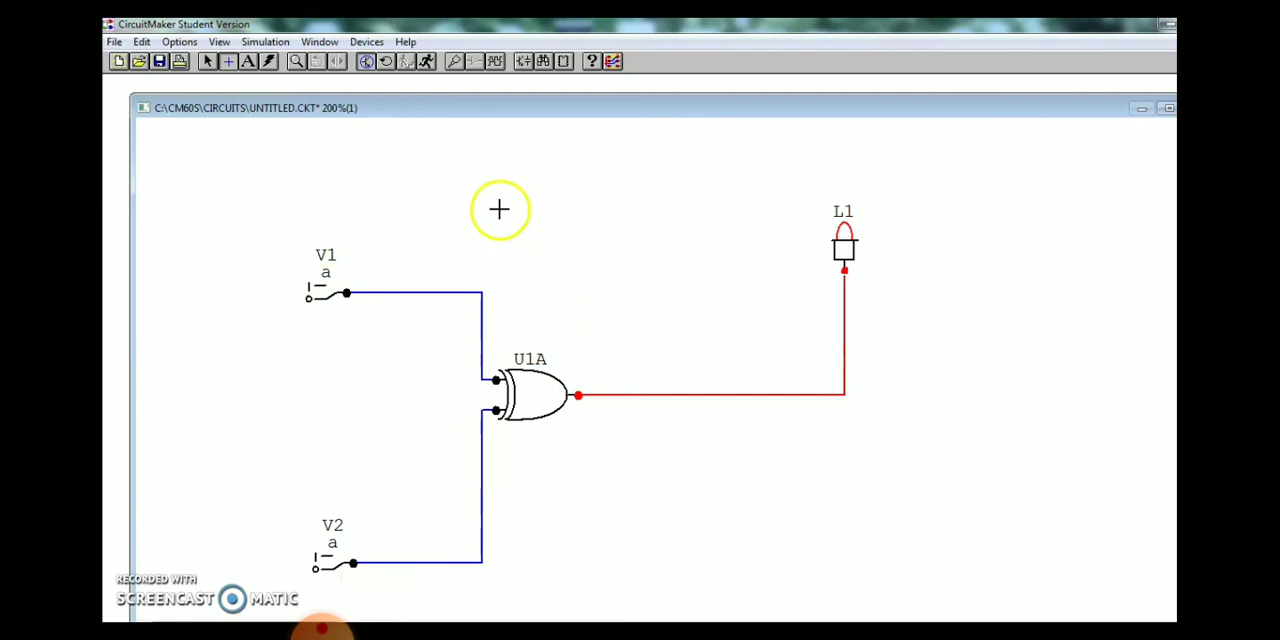 CircuitMaker Student Version
File Edit Options View Simulation Window Devices Help
A ?
C:\CM60S\CIRCUITS\UNTITLED.CKT* 200%(1)
L1
V1
a
U1A
V2
a
RECORDED WITH
SCREENCAST MATIC